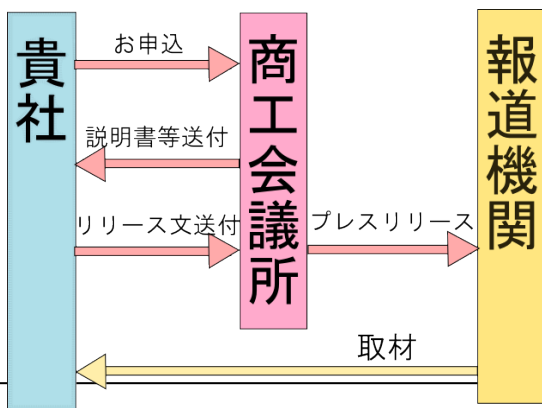 貴社
お申込
商工会議所
報道機関
説明書等送付
リリース文送付
プレスリリース
取材